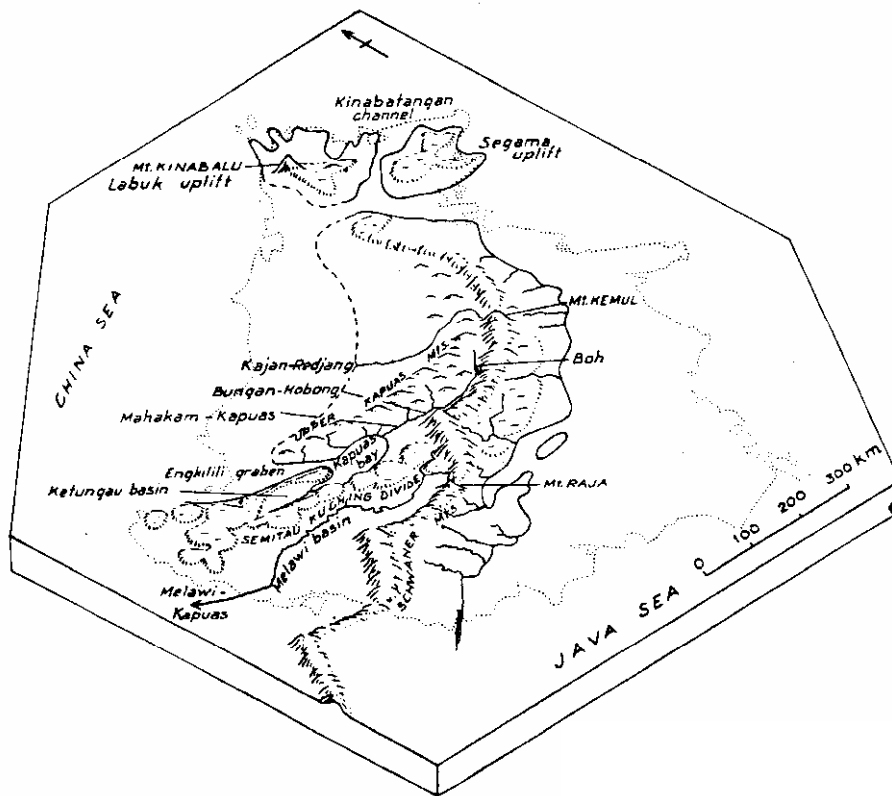 Kinabatangan
channel
Segama
uplift
Mt. KINABALU
Labuk uplift
CHINA SEA
Mt. KEMUL
Kajan-Redjang
Boh
Bungan-Hobong
UPPER KAPUAS Mts.
Mahakam - Kapuas
Kapuas
bay
Engkilili graben
Ketungau basin
Mt. RAJA
SEMITAU KUCHING DIVIDE
Melawi basin
SCHWANER Mts
Melawi-
Kapuas
0 100 200 300 km
JAVA SEA